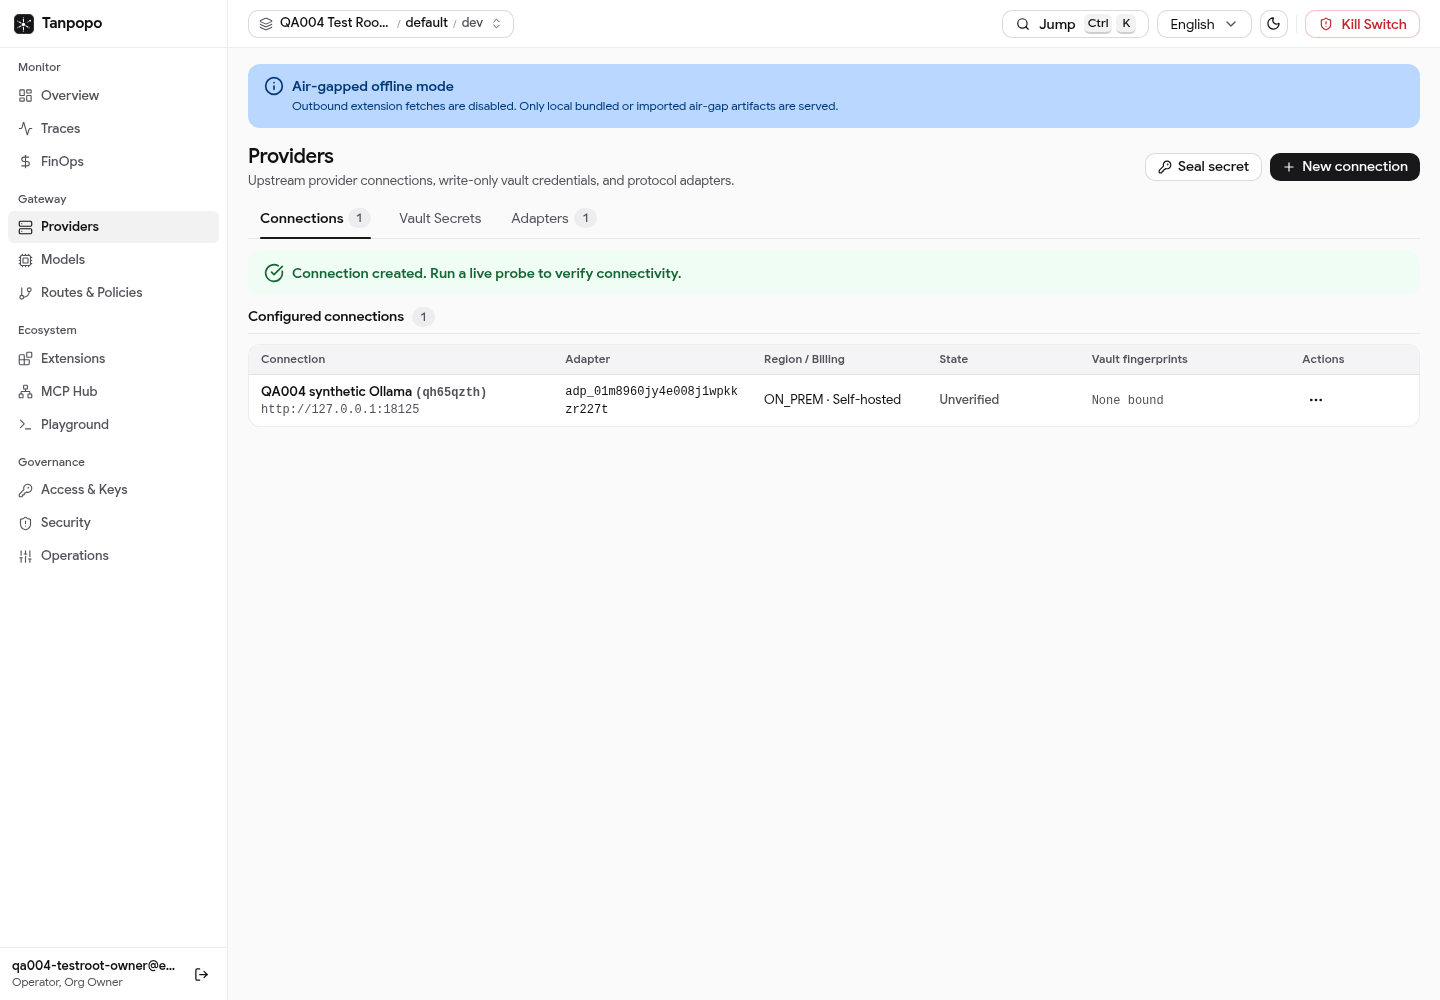 Tanpopo
QA004 Test Roo... / default / dev
Jump Ctrl K
English
Kill Switch
Monitor
Overview
Traces
FinOps
Gateway
Providers
Models
Routes & Policies
Ecosystem
Extensions
MCP Hub
Playground
Governance
Access & Keys
Security
Operations
qa004-testroot-owner@e...
Operator, Org Owner
Air-gapped offline mode
Outbound extension fetches are disabled. Only local bundled or imported air-gap artifacts are served.
Providers
Upstream provider connections, write-only vault credentials, and protocol adapters.
Seal secret
New connection
Connections 1
Vault Secrets
Adapters 1
Connection created. Run a live probe to verify connectivity.
Configured connections 1
Connection Adapter Region / Billing State Vault fingerprints Actions
QA004 synthetic Ollama (qh65qzth)
http://127.0.0.1:18125
adp_01m8960jy4e008j1wpkk
zr227t
ON_PREM · Self-hosted
Unverified
None bound